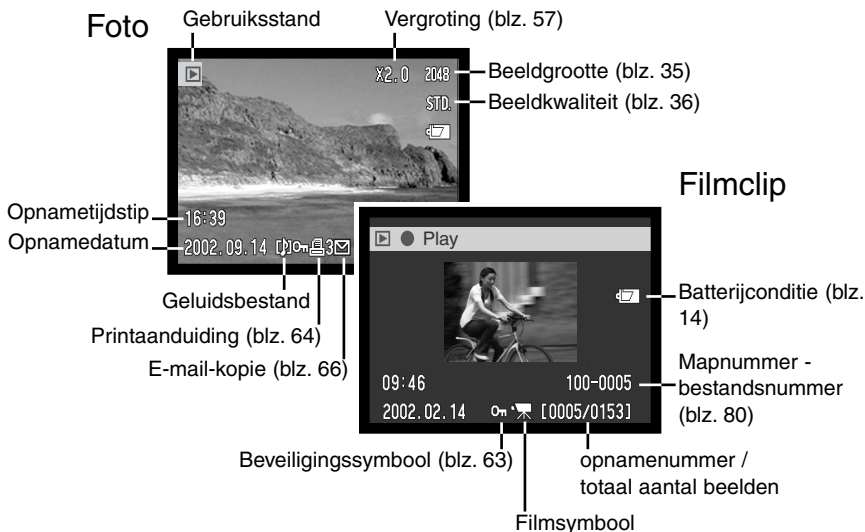 Foto
Gebruiksstand
Vergroting (blz. 57)
X2.0 2048
Beeldgrootte (blz. 35)
STD.
Beeldkwaliteit (blz. 36)
Opnametijdstip
16:39
Opnamedatum
2002.09.14 3
Geluidsbestand
Printaanduiding (blz. 64)
E-mail-kopie (blz. 66)
Filmclip
Play
Batterijconditie (blz.
14)
09:46 100-0005
Mapnummer -
bestandsnummer
(blz. 80)
2002.02.14 [0005/0153]
Beveiligingssymbool (blz. 63)
opnamenummer /
totaal aantal beelden
Filmsymbool